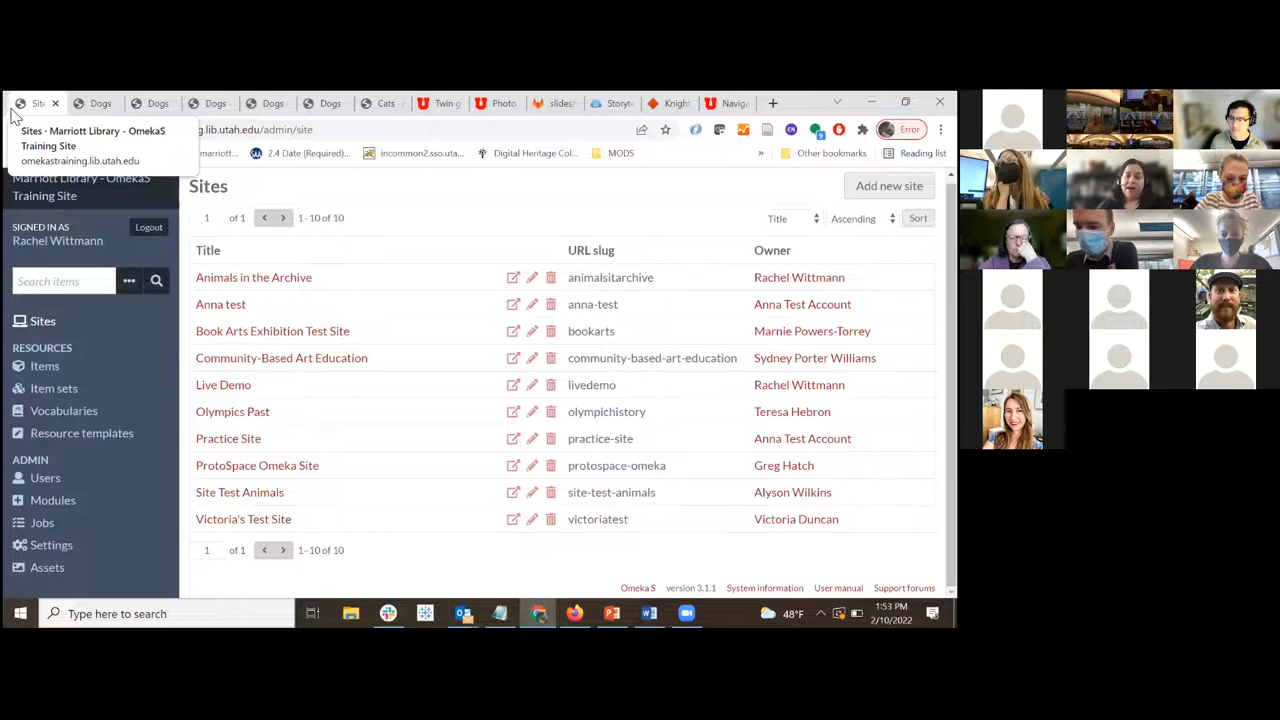 Site
Dogs
Dogs
Dogs
Dogs
Dogs
Cats -
Twin g
Photo
slides/
Storyte
Knight
Naviga
Sites - Marriott Library - OmekaS
Training Site
omekastraining.lib.utah.edu
g.lib.utah.edu/admin/site
Error
marriott...
2.4 Date (Required)...
incommon2.sso.uta...
Digital Heritage Col...
MODS
»
Other bookmarks
Reading list
Marriott Library - OmekaS
Training Site
SIGNED IN AS
Rachel Wittmann
Logout
Search items
Sites
RESOURCES
Items
Item sets
Vocabularies
Resource templates
ADMIN
Users
Modules
Jobs
Settings
Assets
Sites
Add new site
1 of 1 1–10 of 10
Title Ascending Sort
Title URL slug Owner
Animals in the Archive animalsitarchive Rachel Wittmann
Anna test anna-test Anna Test Account
Book Arts Exhibition Test Site bookarts Marnie Powers-Torrey
Community-Based Art Education community-based-art-education Sydney Porter Williams
Live Demo livedemo Rachel Wittmann
Olympics Past olympichistory Teresa Hebron
Practice Site practice-site Anna Test Account
ProtoSpace Omeka Site protospace-omeka Greg Hatch
Site Test Animals site-test-animals Alyson Wilkins
Victoria's Test Site victoriatest Victoria Duncan
1 of 1 1–10 of 10
Omeka S version 3.1.1 System information User manual Support forums
Type here to search
48°F
1:53 PM
2/10/2022